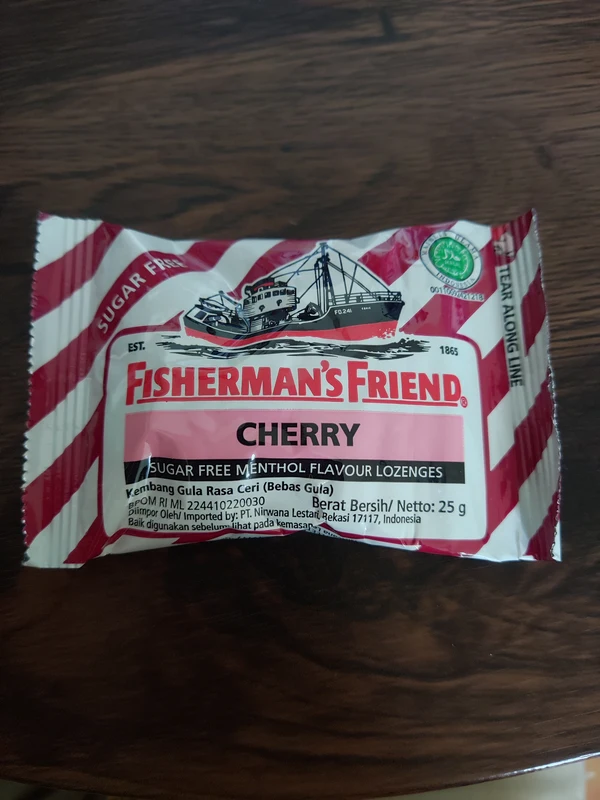 SUGAR FREE
TEAR ALONG LINE
FD.241
EST. 1865
FISHERMAN'S FRIEND®
CHERRY
SUGAR FREE MENTHOL FLAVOUR LOZENGES
Kembang Gula Rasa Ceri (Bebas Gula)
BPOM RI ML 224410220030
Berat Bersih/ Netto: 25 g
Diimpor Oleh/ Imported by: PT. Nirwana Lestari, Bekasi 17117, Indonesia
Baik digunakan sebelum lihat pada kemasan